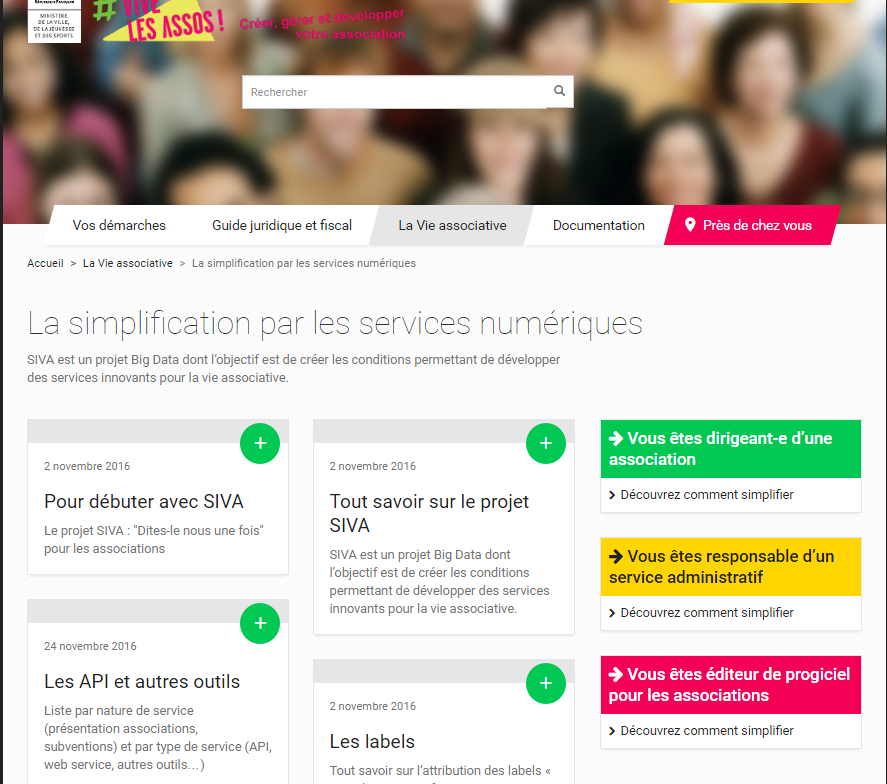 RÉPUBLIQUE FRANÇAISE
MINISTÈRE
DE LA VILLE,
DE LA JEUNESSE
ET DES SPORTS
# VIVE
LES ASSOS !
Créer, gérer et développer
votre association
Rechercher
Vos démarches
Guide juridique et fiscal
La Vie associative
Documentation
Près de chez vous
Accueil > La Vie associative > La simplification par les services numériques
La simplification par les services numériques
SIVA est un projet Big Data dont l’objectif est de créer les conditions permettant de développer
des services innovants pour la vie associative.
+
2 novembre 2016
Pour débuter avec SIVA
Le projet SIVA : "Dites-le nous une fois"
pour les associations
+
24 novembre 2016
Les API et autres outils
Liste par nature de service
(présentation associations,
subventions) et par type de service (API,
web service, autres outils…)
+
2 novembre 2016
Tout savoir sur le projet
SIVA
SIVA est un projet Big Data dont
l’objectif est de créer les conditions
permettant de développer des services
innovants pour la vie associative.
+
2 novembre 2016
Les labels
Tout savoir sur l’attribution des labels «
Vous êtes dirigeant-e d’une
association
Découvrez comment simplifier
Vous êtes responsable d’un
service administratif
Découvrez comment simplifier
Vous êtes éditeur de progiciel
pour les associations
Découvrez comment simplifier